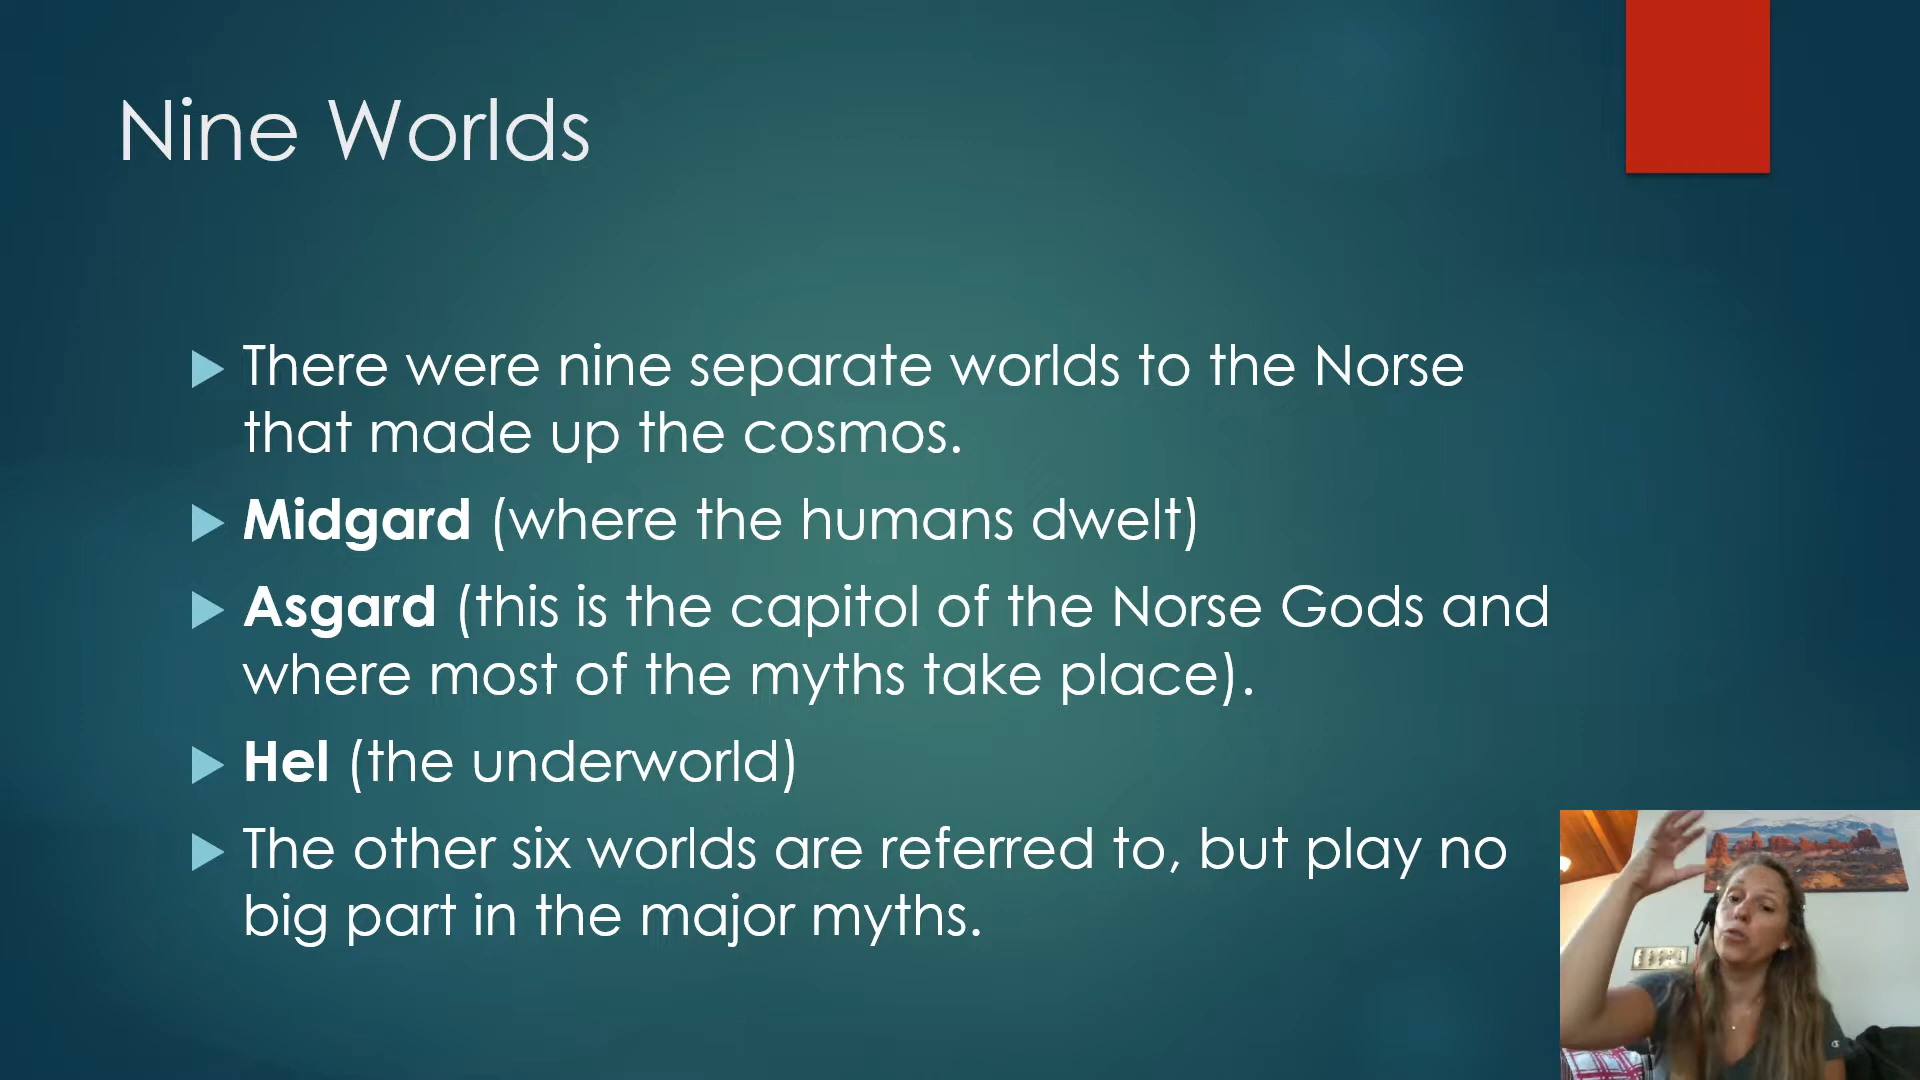 Nine Worlds
There were nine separate worlds to the Norse
that made up the cosmos.
Midgard (where the humans dwelt)
Asgard (this is the capitol of the Norse Gods and
where most of the myths take place).
Hel (the underworld)
The other six worlds are referred to, but play no
big part in the major myths.